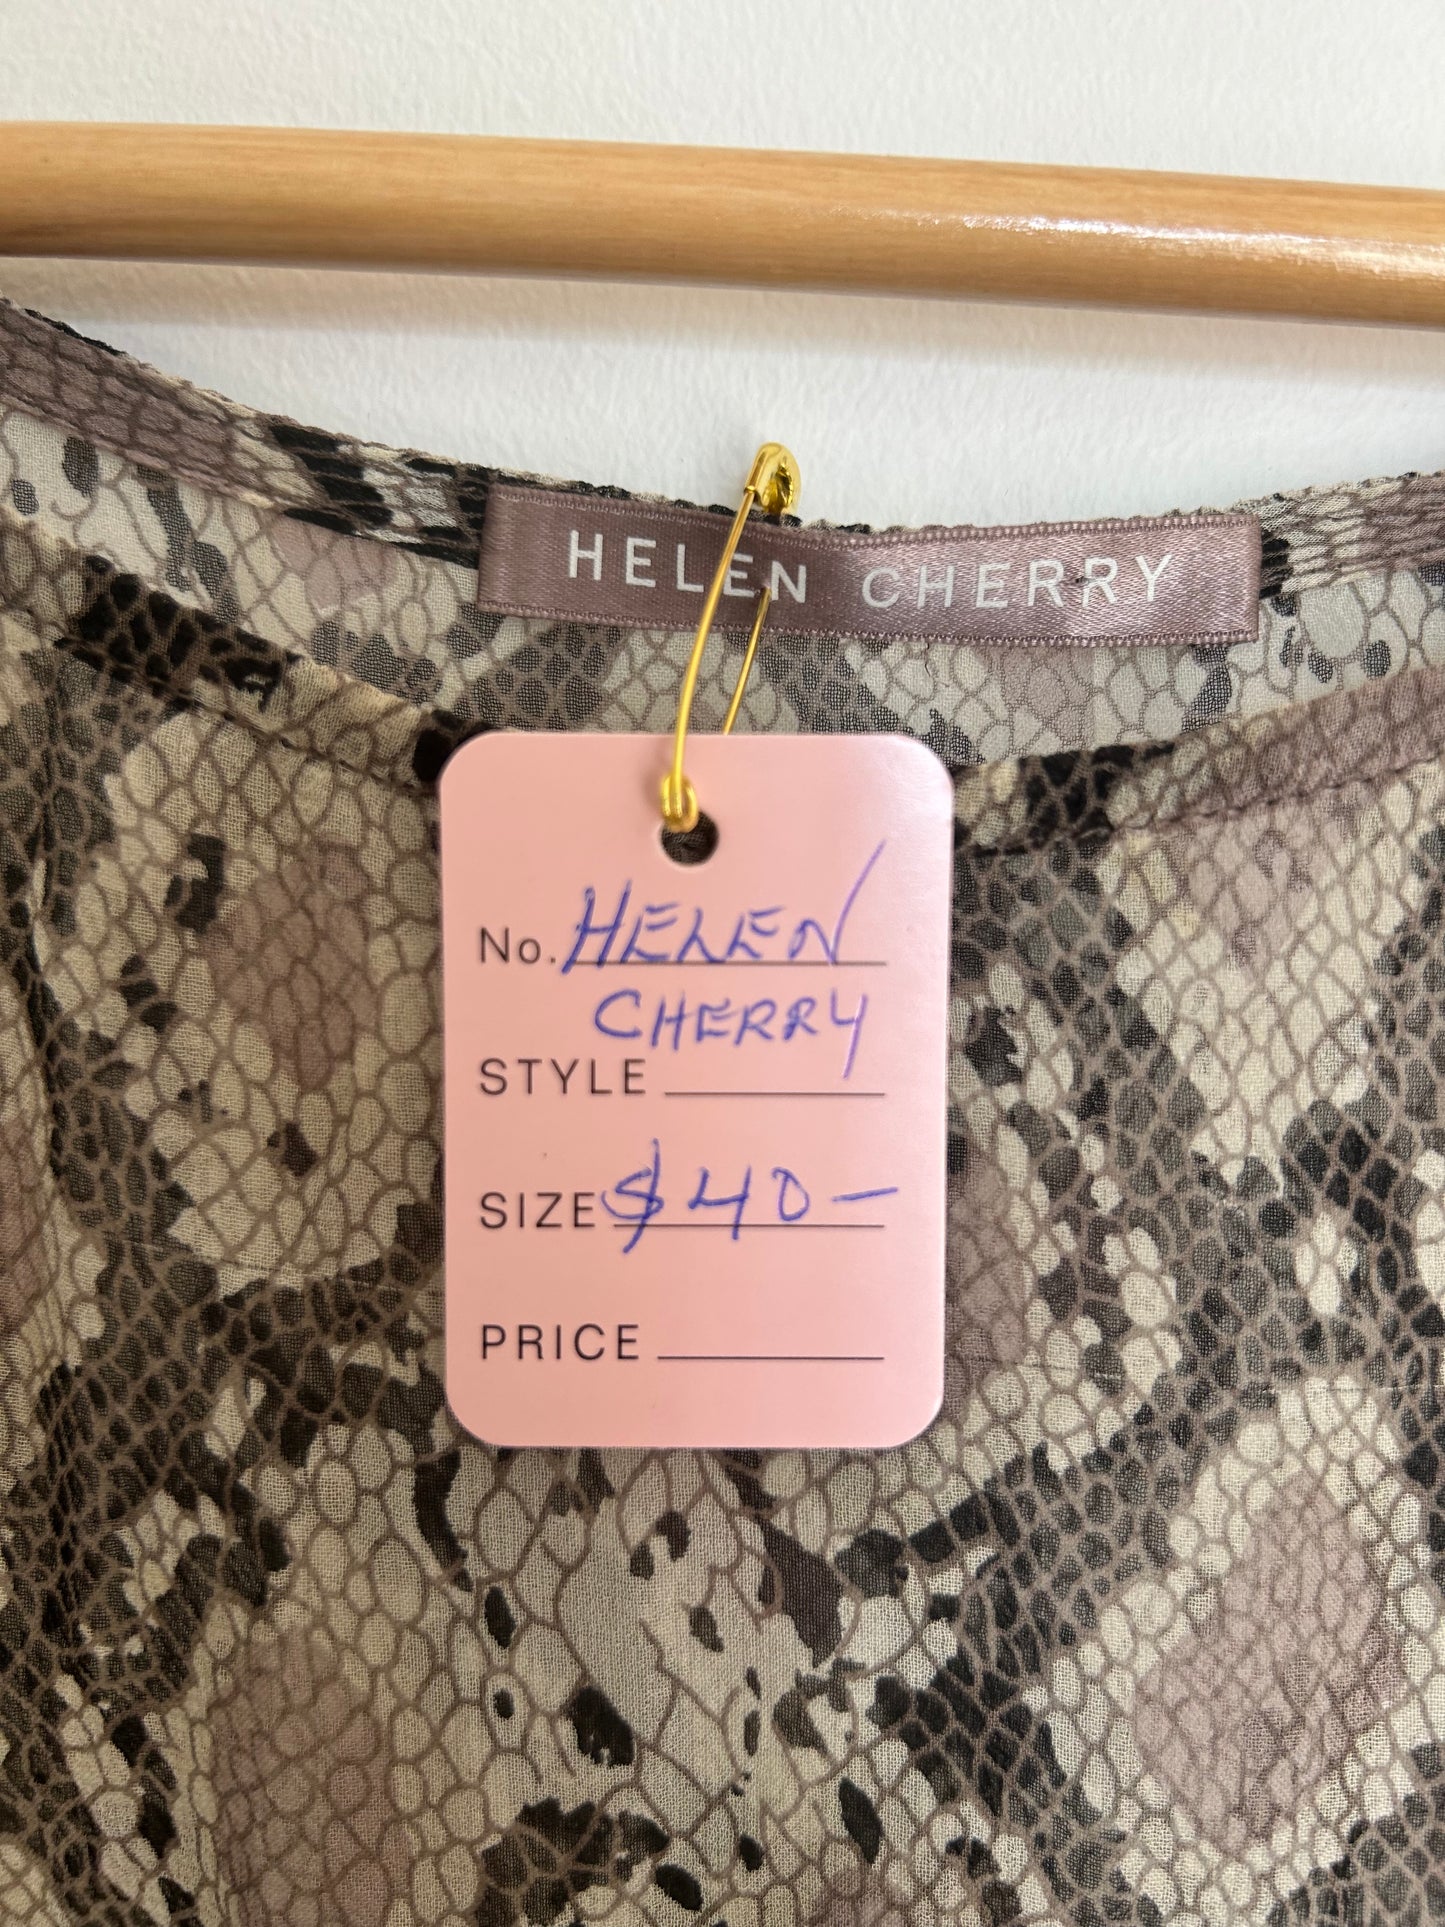 HELEN CHERRY
No. HELEN
CHERRY
STYLE
SIZE $40-
PRICE